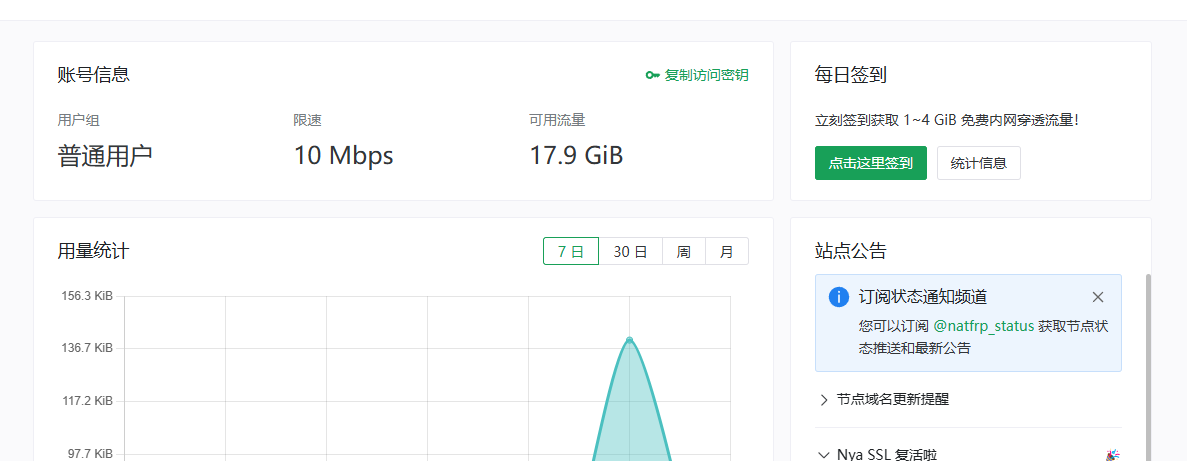 账号信息
复制访问密钥
用户组
限速
可用流量
普通用户
10 Mbps
17.9 GiB
每日签到
立刻签到获取 1~4 GiB 免费内网穿透流量!
点击这里签到
统计信息
用量统计
7 日
30 日
周
月
156.3 KiB
136.7 KiB
117.2 KiB
97.7 KiB
站点公告
订阅状态通知频道
您可以订阅 @natfrp_status 获取节点状
态推送和最新公告
节点域名更新提醒
Nya SSL 复活啦